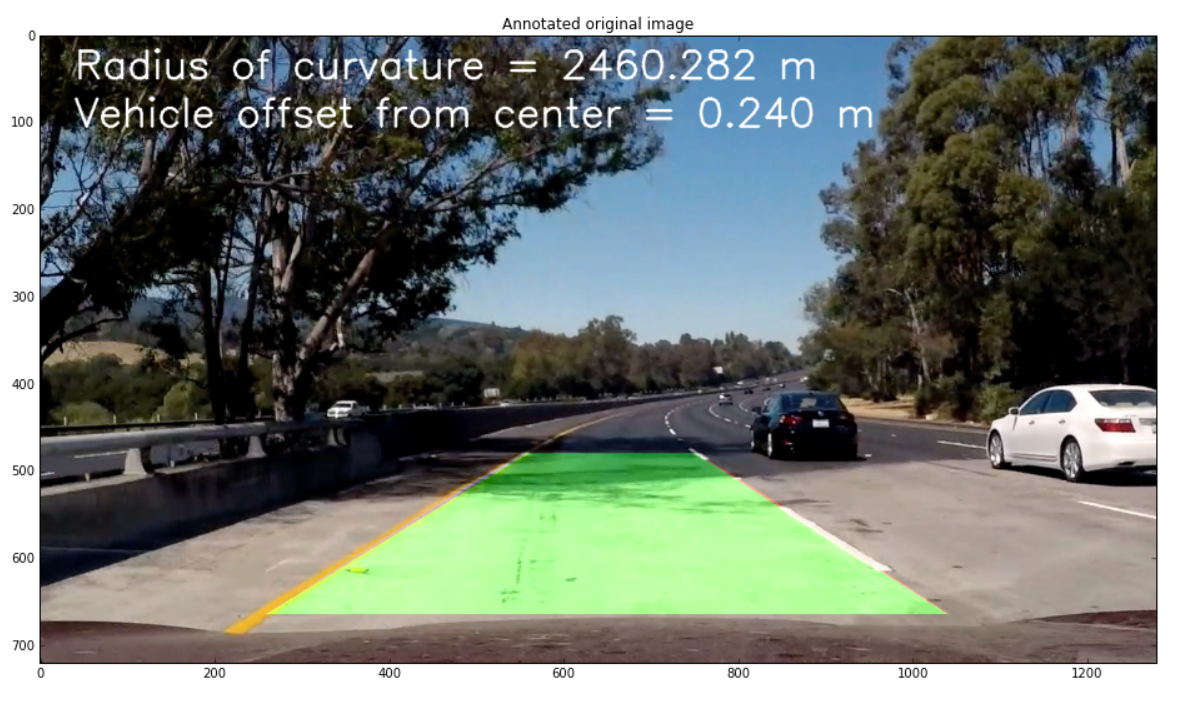 Annotated original image
0
Radius of curvature = 2460.282 m
Vehicle offset from center = 0.240 m
100
200
300
400
500
600
700
0 200 400 600 800 1000 1200